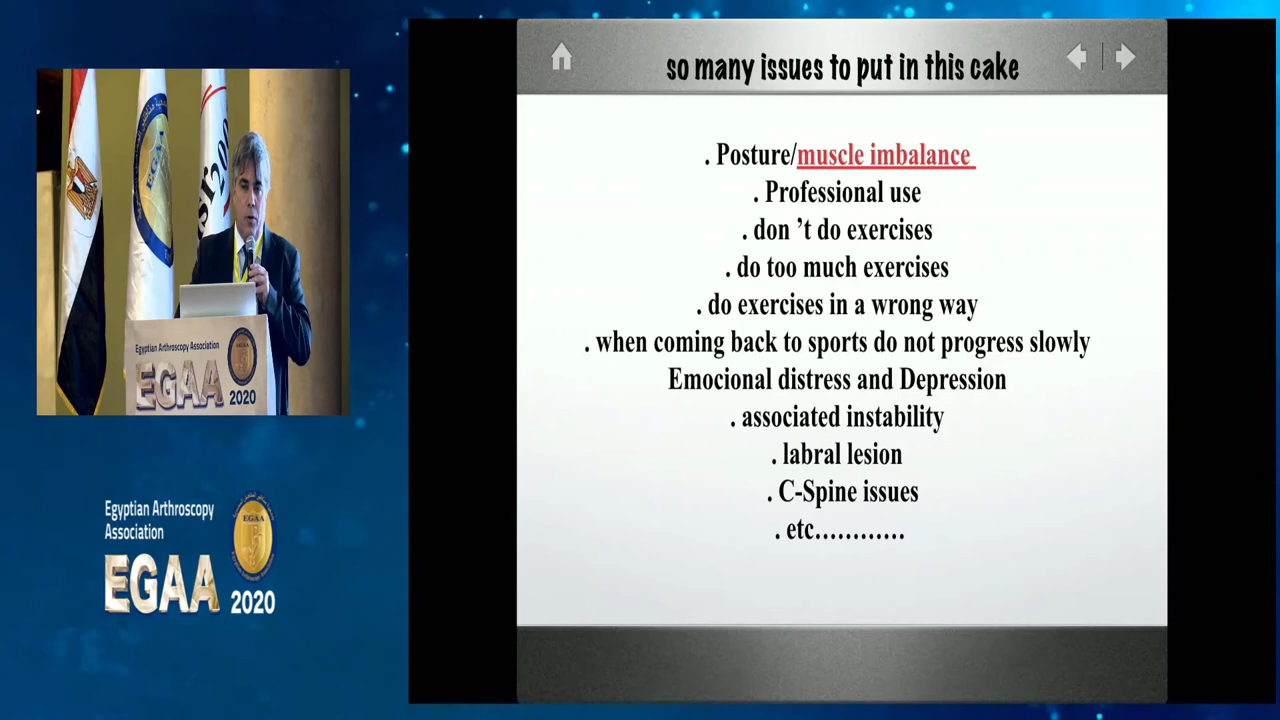 so many issues to put in this cake
. Posture/muscle imbalance
. Professional use
. don ’t do exercises
. do too much exercises
. do exercises in a wrong way
. when coming back to sports do not progress slowly
Emocional distress and Depression
. associated instability
. labral lesion
. C-Spine issues
. etc............
EGAA
Egyptian Arthroscopy Association
EGAA
2020
Egyptian Arthroscopy
Association
EGAA
EGAA
2020